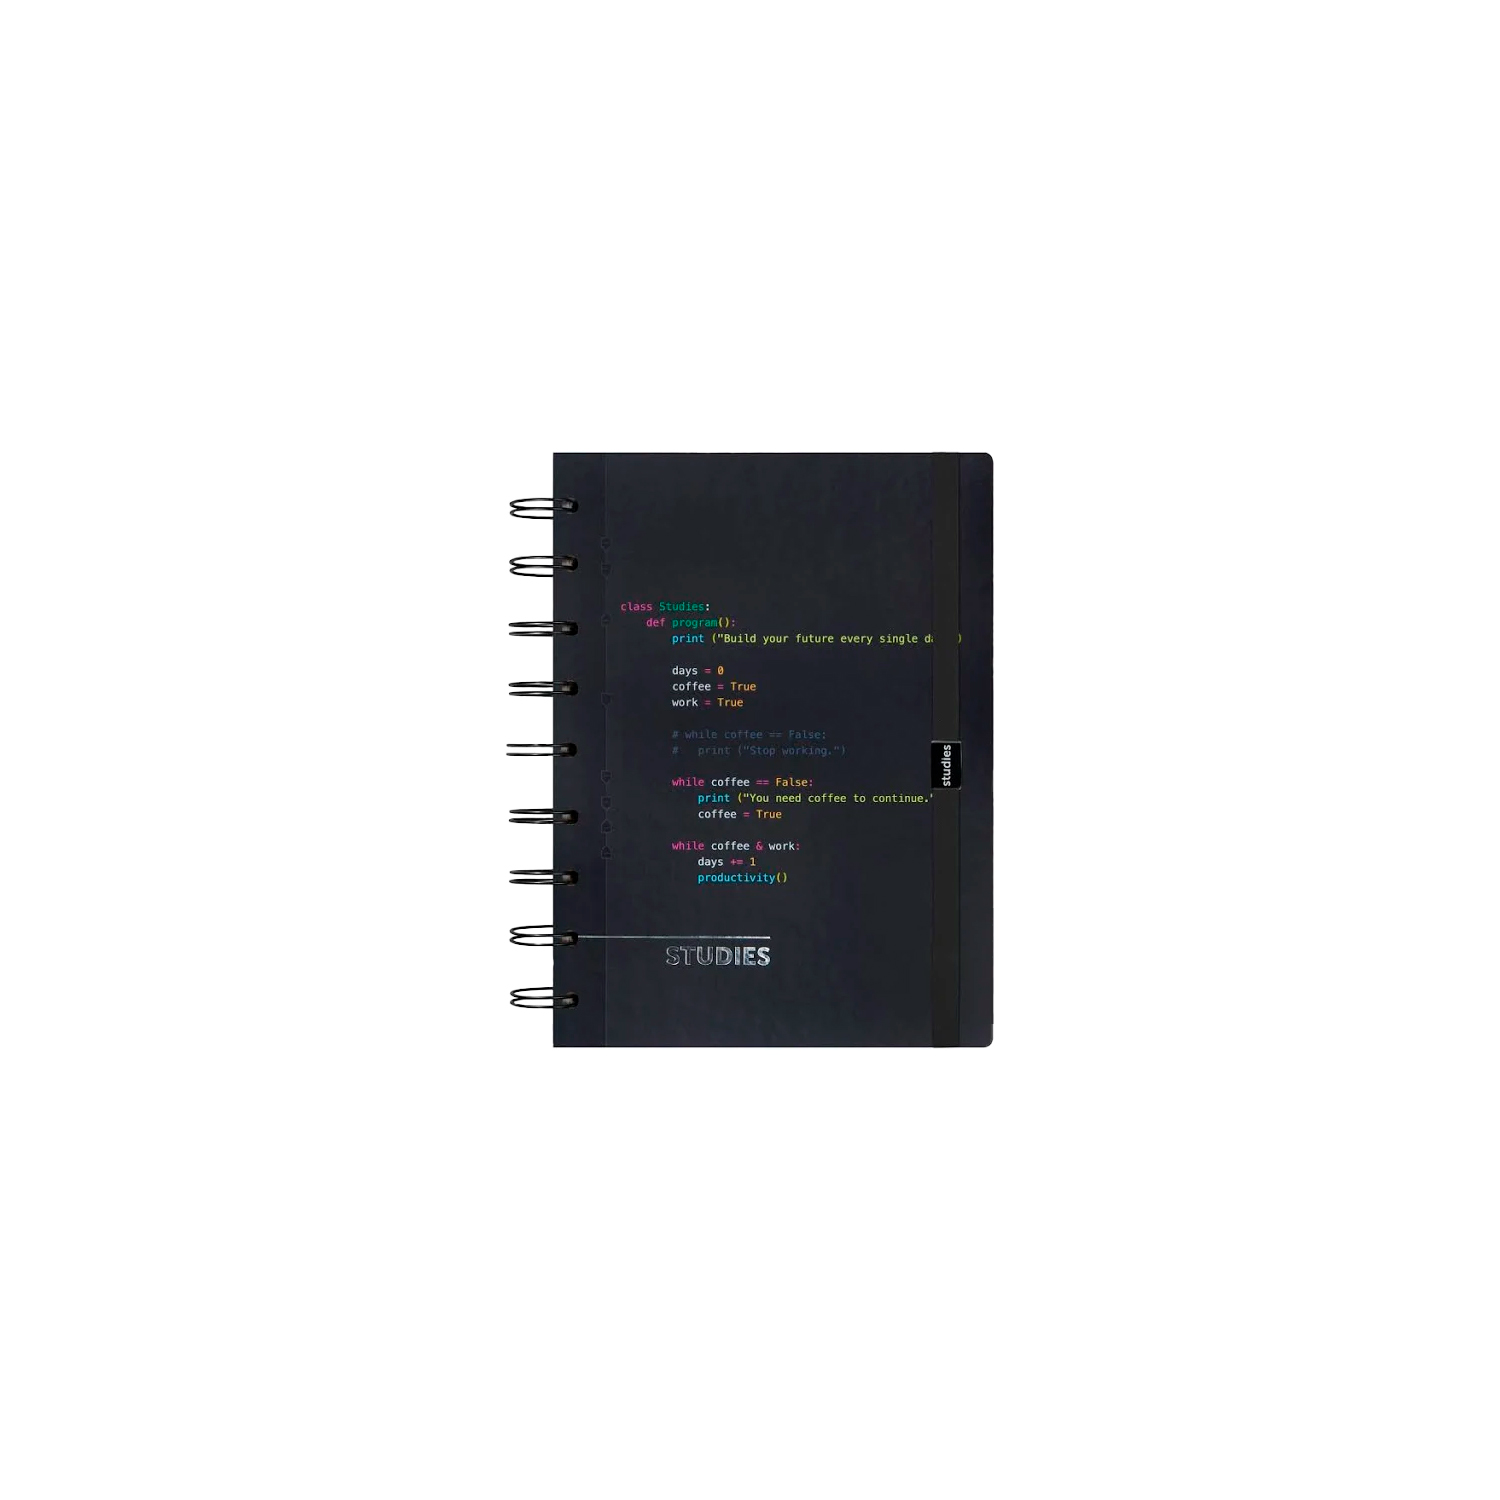 class Studies:
def program():
print ("Build your future every single )
days = 0
coffee = True
work = True
# while coffee == False:
# print ("Stop working.")
while coffee == False:
print ("You need coffee to continue."
coffee = True
while coffee & work:
days += 1
productivity()
STUDIES
studies